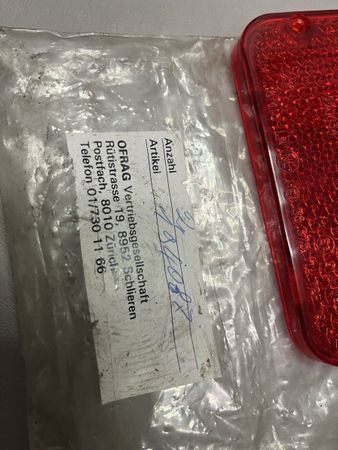 Anzahl
Artikel
OFRAG Vertriebsgesellschaft
Rütistrasse 19, 8952 Schlieren
Postfach, 8010 Zürich
Telefon 01/730 11 66